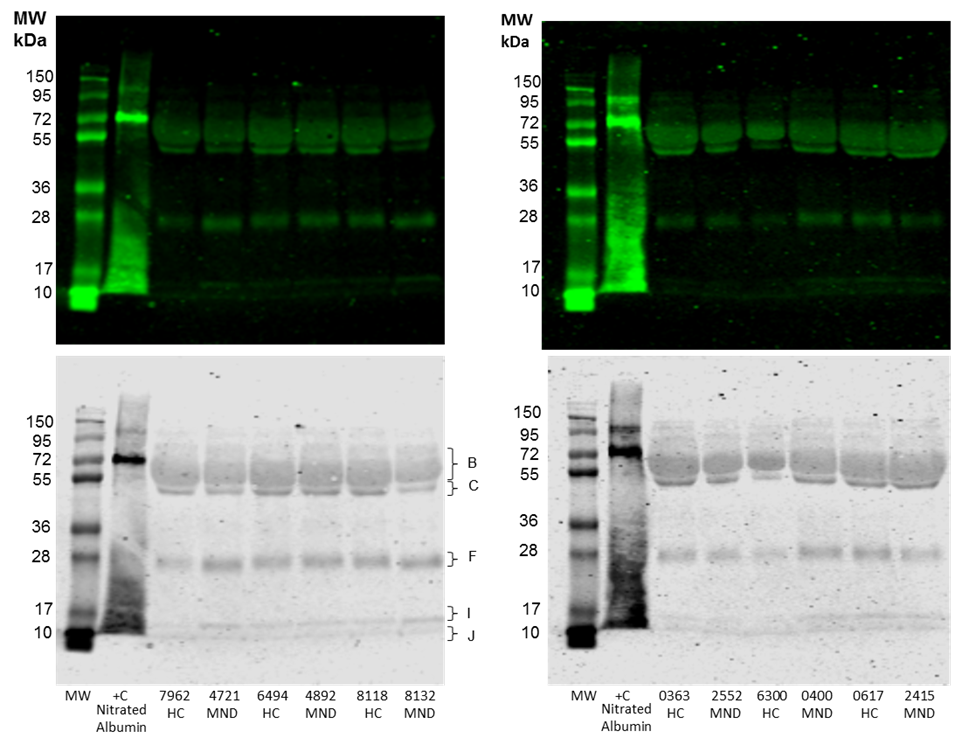 MW
kDa
150
95
72
55
36
28
17
10
MW
kDa
150
95
72
55
36
28
17
10
150
95
72
55
36
28
17
10
B
C
F
I
J
150
95
72
55
36
28
17
10
MW +C 7962 4721 6494 4892 8118 8132
Nitrated HC MND HC MND HC MND
Albumin
MW +C 0363 2552 6300 0400 0617 2415
Nitrated HC MND HC MND HC MND
Albumin